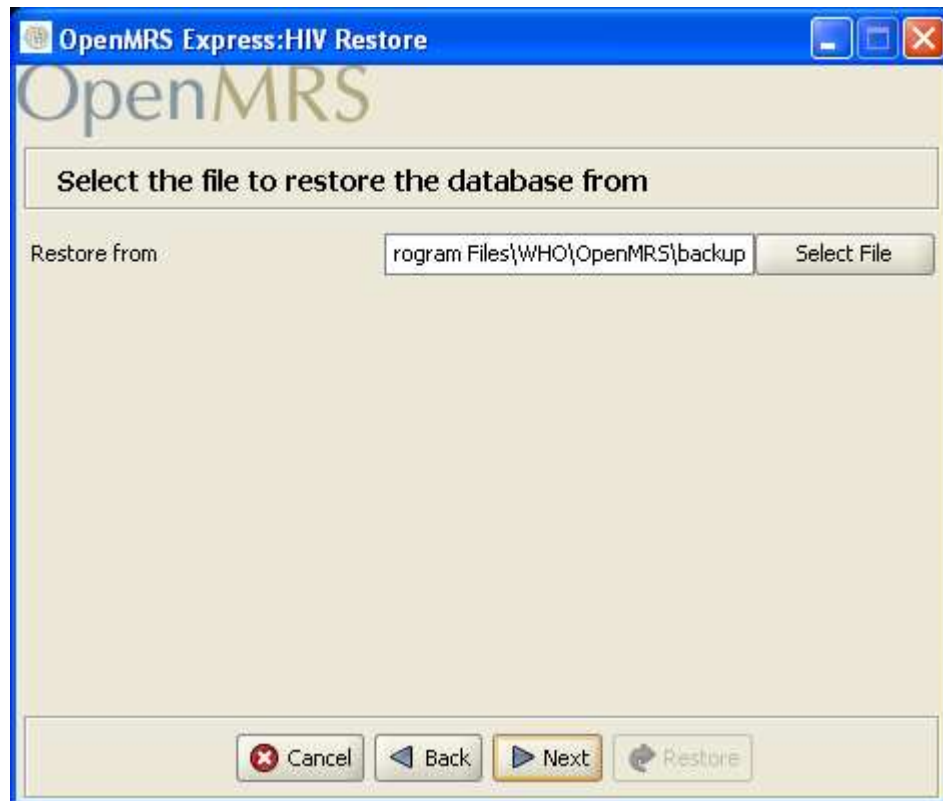 OpenMRS Express:HIV Restore
OpenMRS
Select the file to restore the database from
Restore from rogram Files\WHO\OpenMRS\backup Select File
Cancel Back Next Restore